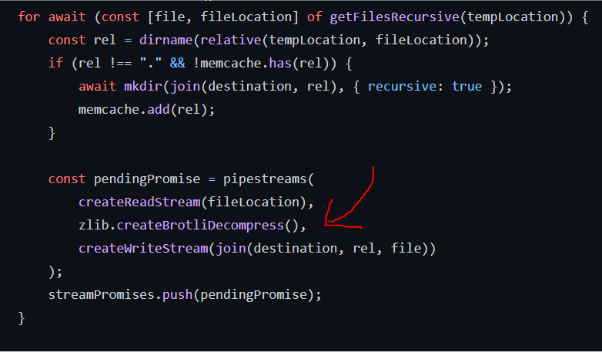 for await (const [file, fileLocation] of getFilesRecursive(tempLocation)) {
    const rel = dirname(relative(tempLocation, fileLocation));
    if (rel !== "." && !memcache.has(rel)) {
        await mkdir(join(destination, rel), { recursive: true });
        memcache.add(rel);
    }

    const pendingPromise = pipestreams(
        createReadStream(fileLocation),
        zlib.createBrotliDecompress(),
        createWriteStream(join(destination, rel, file))
    );
    streamPromises.push(pendingPromise);
}